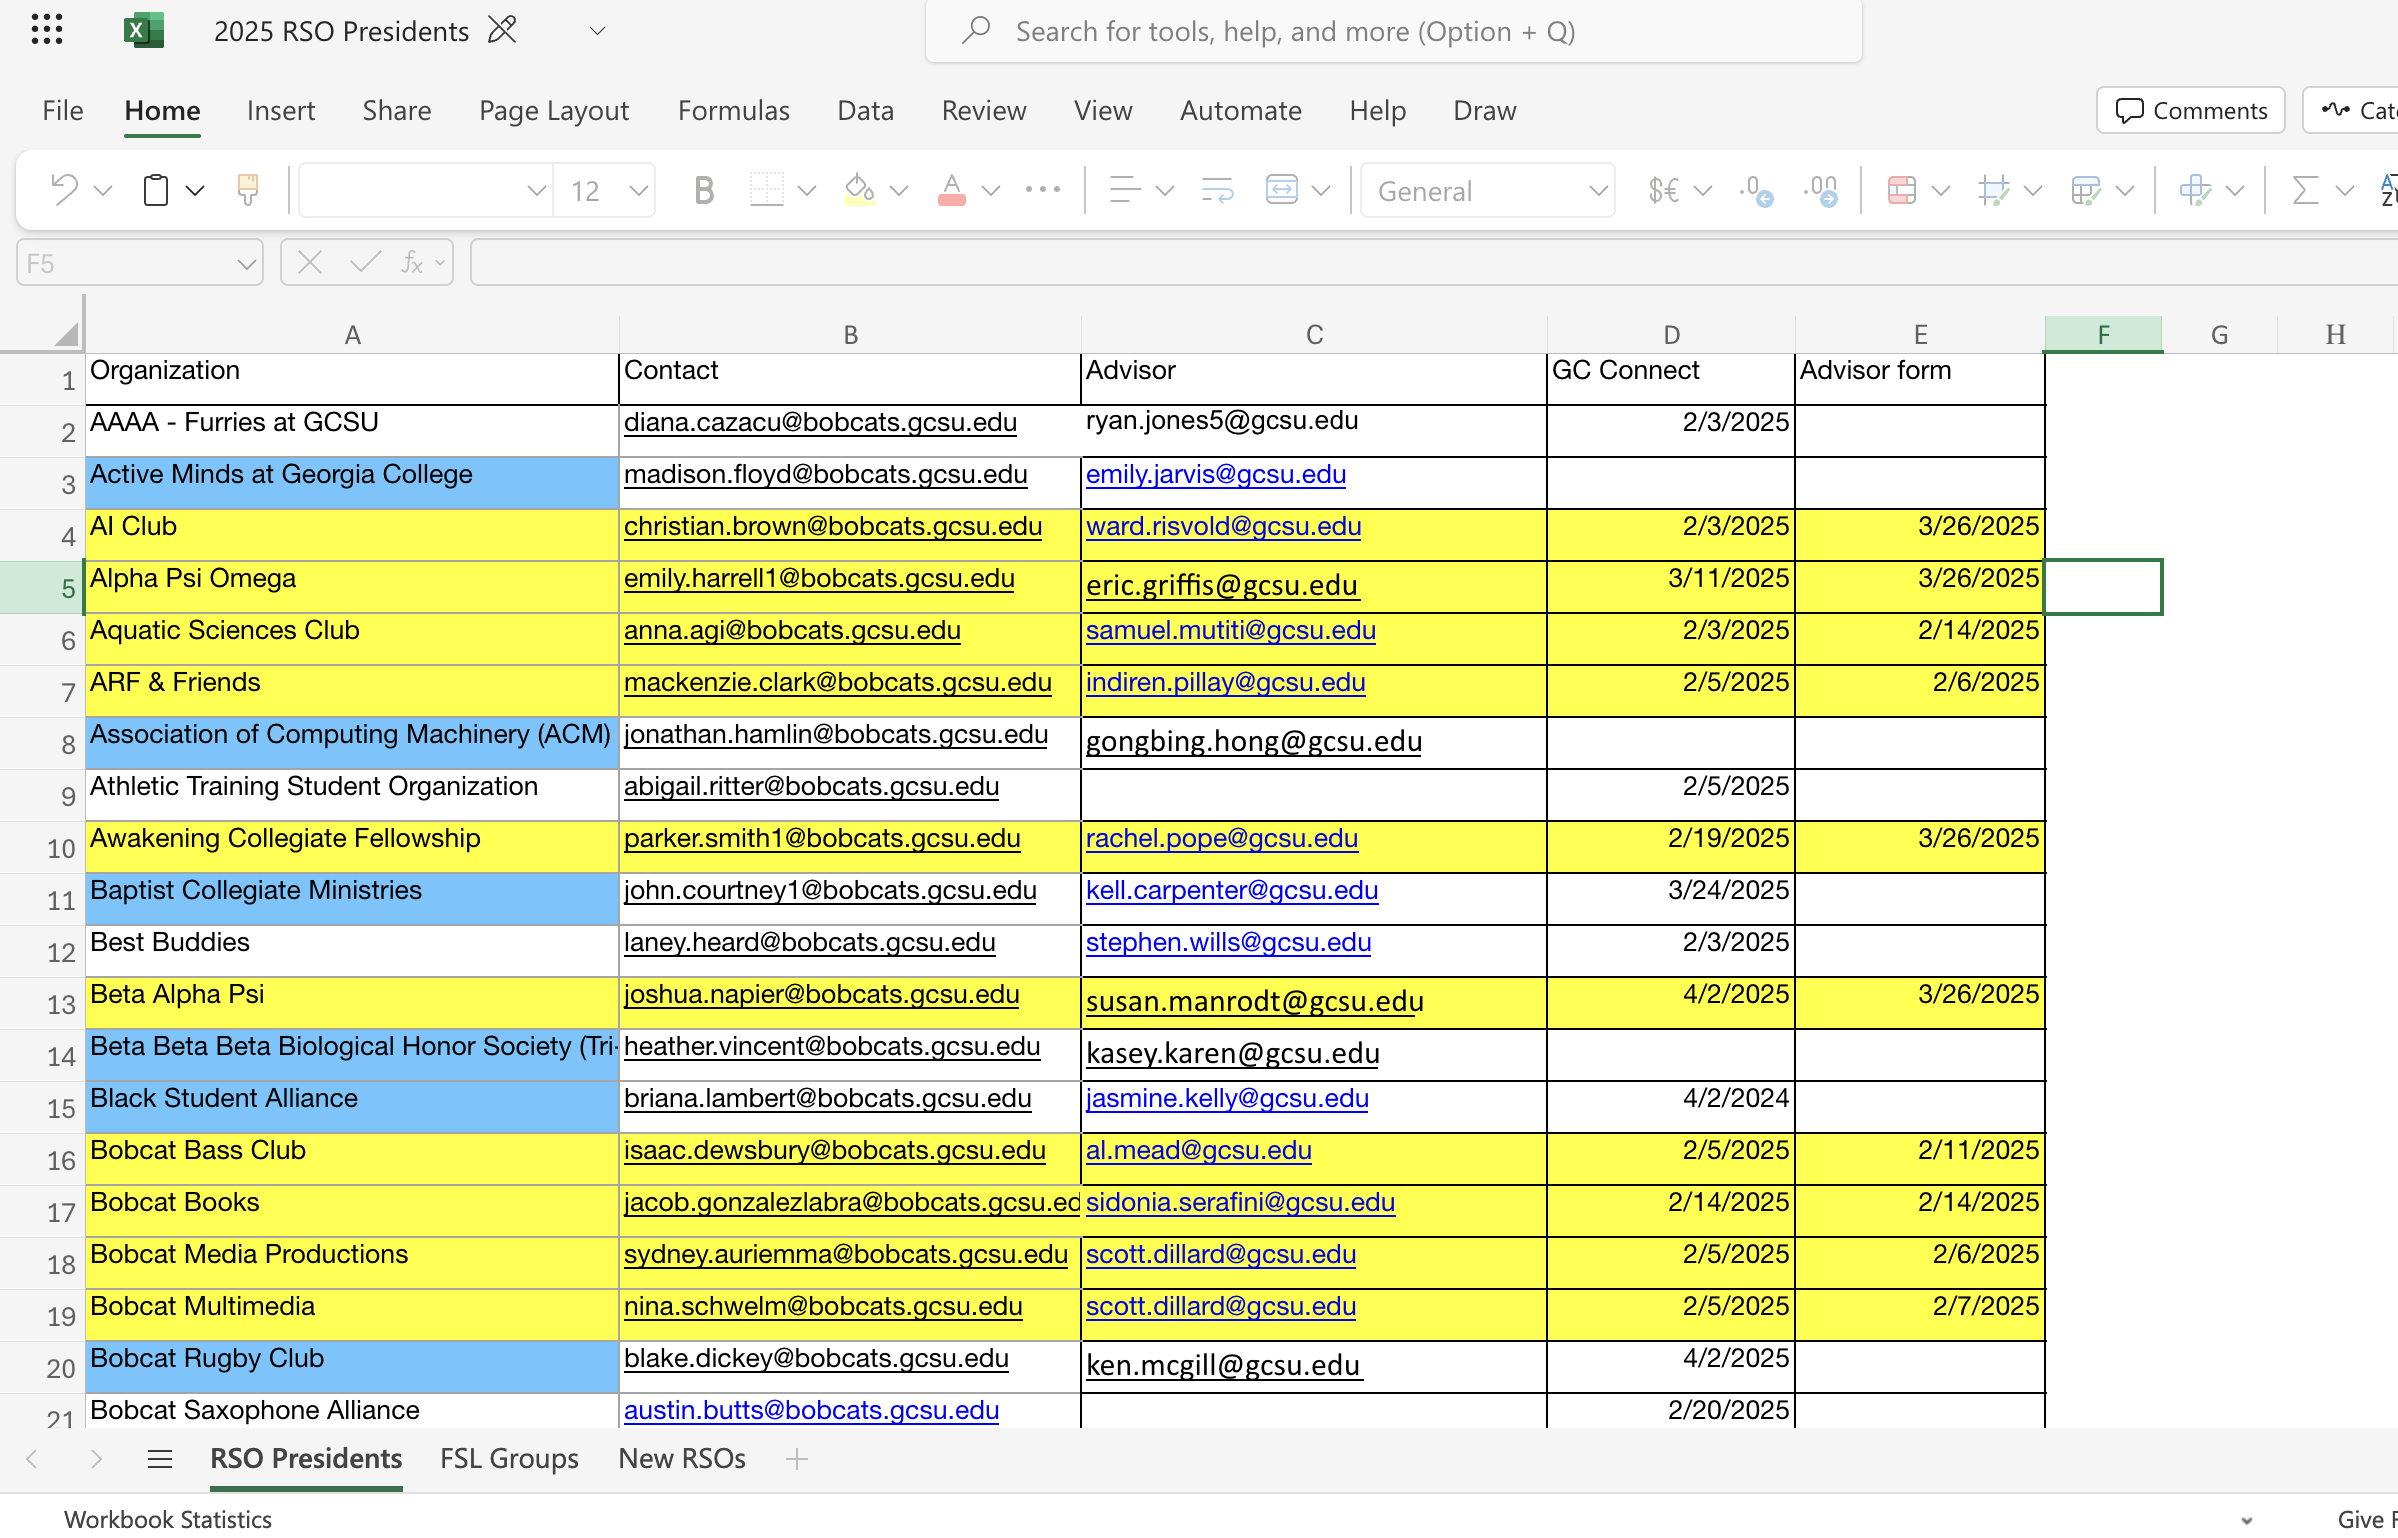 2025 RSO Presidents
Search for tools, help, and more (Option + Q)
File Home Insert Share Page Layout Formulas Data Review View Automate Help Draw Comments
12 B A General $€ .0 .00
F5 fx
A B C D E F G H
1 Organization Contact Advisor GC Connect Advisor form
2 AAAA - Furries at GCSU diana.cazacu@bobcats.gcsu.edu ryan.jones5@gcsu.edu 2/3/2025
3 Active Minds at Georgia College madison.floyd@bobcats.gcsu.edu emily.jarvis@gcsu.edu
4 AI Club christian.brown@bobcats.gcsu.edu ward.risvold@gcsu.edu 2/3/2025 3/26/2025
5 Alpha Psi Omega emily.harrell1@bobcats.gcsu.edu eric.griffis@gcsu.edu 3/11/2025 3/26/2025
6 Aquatic Sciences Club anna.agi@bobcats.gcsu.edu samuel.mutiti@gcsu.edu 2/3/2025 2/14/2025
7 ARF & Friends mackenzie.clark@bobcats.gcsu.edu indiren.pillay@gcsu.edu 2/5/2025 2/6/2025
8 Association of Computing Machinery (ACM) jonathan.hamlin@bobcats.gcsu.edu gongbing.hong@gcsu.edu
9 Athletic Training Student Organization abigail.ritter@bobcats.gcsu.edu 2/5/2025
10 Awakening Collegiate Fellowship parker.smith1@bobcats.gcsu.edu rachel.pope@gcsu.edu 2/19/2025 3/26/2025
11 Baptist Collegiate Ministries john.courtney1@bobcats.gcsu.edu kell.carpenter@gcsu.edu 3/24/2025
12 Best Buddies laney.heard@bobcats.gcsu.edu stephen.wills@gcsu.edu 2/3/2025
13 Beta Alpha Psi joshua.napier@bobcats.gcsu.edu susan.manrodt@gcsu.edu 4/2/2025 3/26/2025
14 Beta Beta Beta Biological Honor Society (Tri- heather.vincent@bobcats.gcsu.edu kasey.karen@gcsu.edu
15 Black Student Alliance briana.lambert@bobcats.gcsu.edu jasmine.kelly@gcsu.edu 4/2/2024
16 Bobcat Bass Club isaac.dewsbury@bobcats.gcsu.edu al.mead@gcsu.edu 2/5/2025 2/11/2025
17 Bobcat Books jacob.gonzalezlabra@bobcats.gcsu.ed sidonia.serafini@gcsu.edu 2/14/2025 2/14/2025
18 Bobcat Media Productions sydney.auriemma@bobcats.gcsu.edu scott.dillard@gcsu.edu 2/5/2025 2/6/2025
19 Bobcat Multimedia nina.schwelm@bobcats.gcsu.edu scott.dillard@gcsu.edu 2/5/2025 2/7/2025
20 Bobcat Rugby Club blake.dickey@bobcats.gcsu.edu ken.mcgill@gcsu.edu 4/2/2025
21 Bobcat Saxophone Alliance austin.butts@bobcats.gcsu.edu 2/20/2025
RSO Presidents FSL Groups New RSOs
Workbook Statistics Give